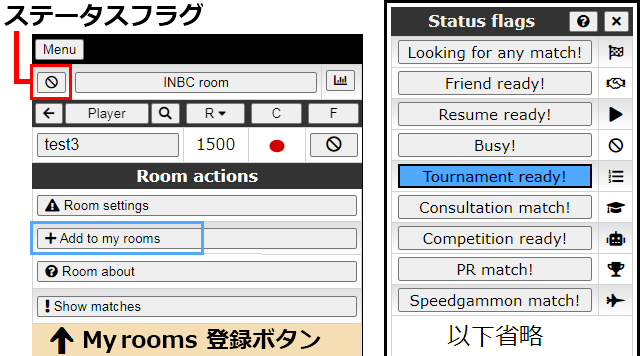 ステータスフラグ
Menu
INBC room
Player R C F
test3 1500
Room actions
Room settings
Add to my rooms
Room about
Show matches
My rooms 登録ボタン
Status flags
Looking for any match!
Friend ready!
Resume ready!
Busy!
Tournament ready!
Consultation match!
Competition ready!
PR match!
Speedgammon match!
以下省略